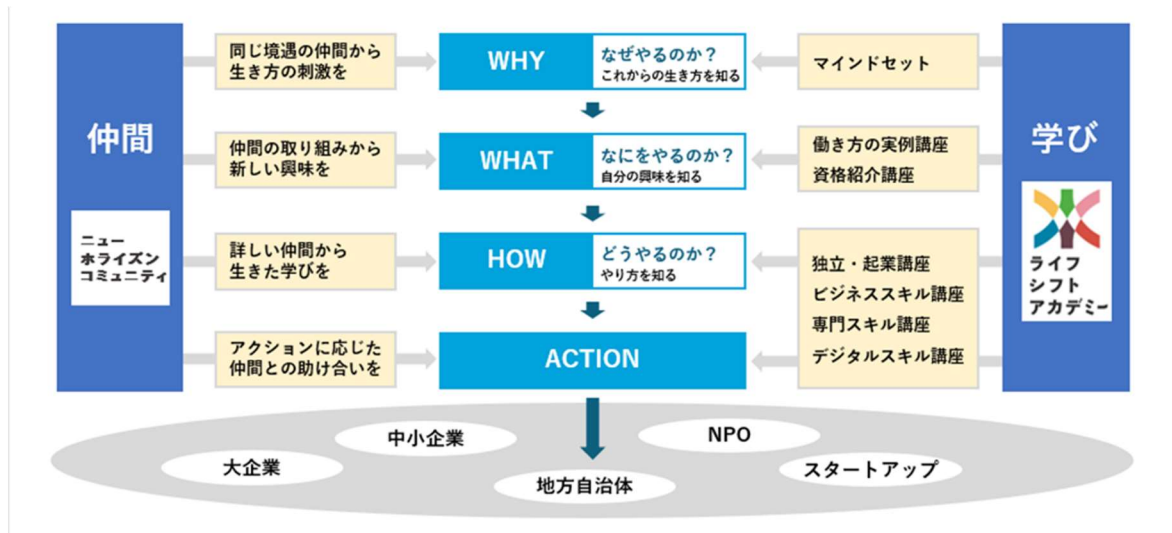 仲間
ニュー
ホライズン
コミュニティ
同じ境遇の仲間から
生き方の刺激を
仲間の取り組みから
新しい興味を
詳しい仲間から
生きた学びを
アクションに応じた
仲間との助け合いを
WHY
なぜやるのか？
これからの生き方を知る
WHAT
なにをやるのか？
自分の興味を知る
HOW
どうやるのか？
やり方を知る
ACTION
マインドセット
働き方の実例講座
資格紹介講座
独立・起業講座
ビジネススキル講座
専門スキル講座
デジタルスキル講座
学び
ライフ
シフト
アカデミー
大企業
中小企業
地方自治体
NPO
スタートアップ